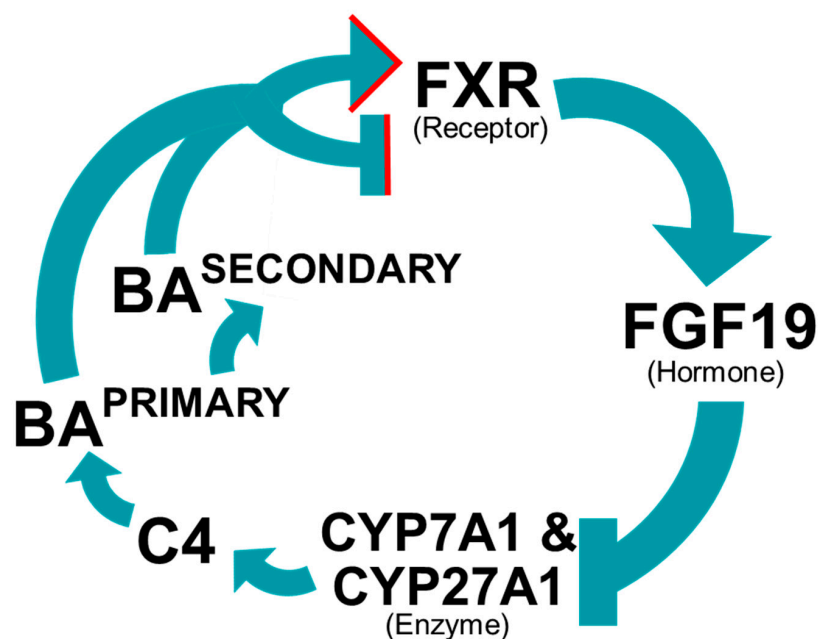 FXR
(Receptor)
BA^SECONDARY
FGF19
(Hormone)
BA^PRIMARY
C4
CYP7A1 &
CYP27A1
(Enzyme)